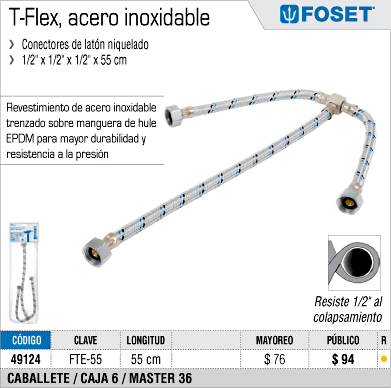 T-Flex, acero inoxidable
FOSET®
Conectores de latón niquelado
1/2" x 1/2" x 1/2" x 55 cm
Revestimiento de acero inoxidable
trenzado sobre manguera de hule
EPDM para mayor durabilidad y
resistencia a la presión
Resiste 1/2" al
colapsamiento
CÓDIGO CLAVE LONGITUD MAYOREO PÚBLICO R
49124 FTE-55 55 cm $ 76 $ 94
CABALLETE / CAJA 6 / MASTER 36